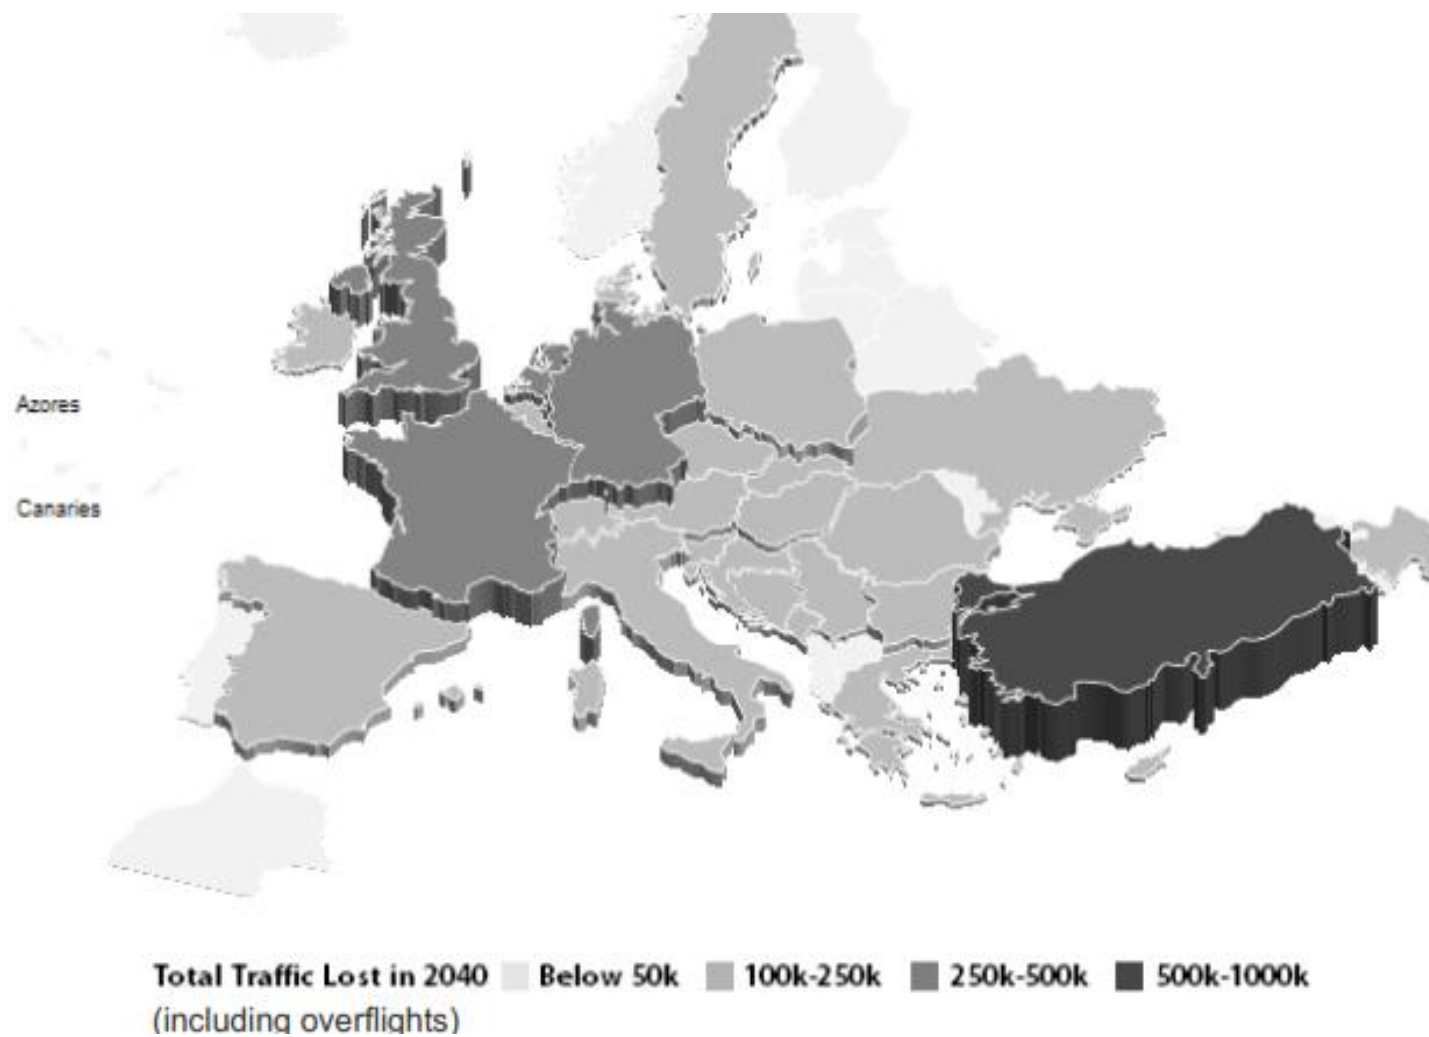 Azores
Canaries
Total Traffic Lost in 2040 Below 50k 100k-250k 250k-500k 500k-1000k
(including overflights)